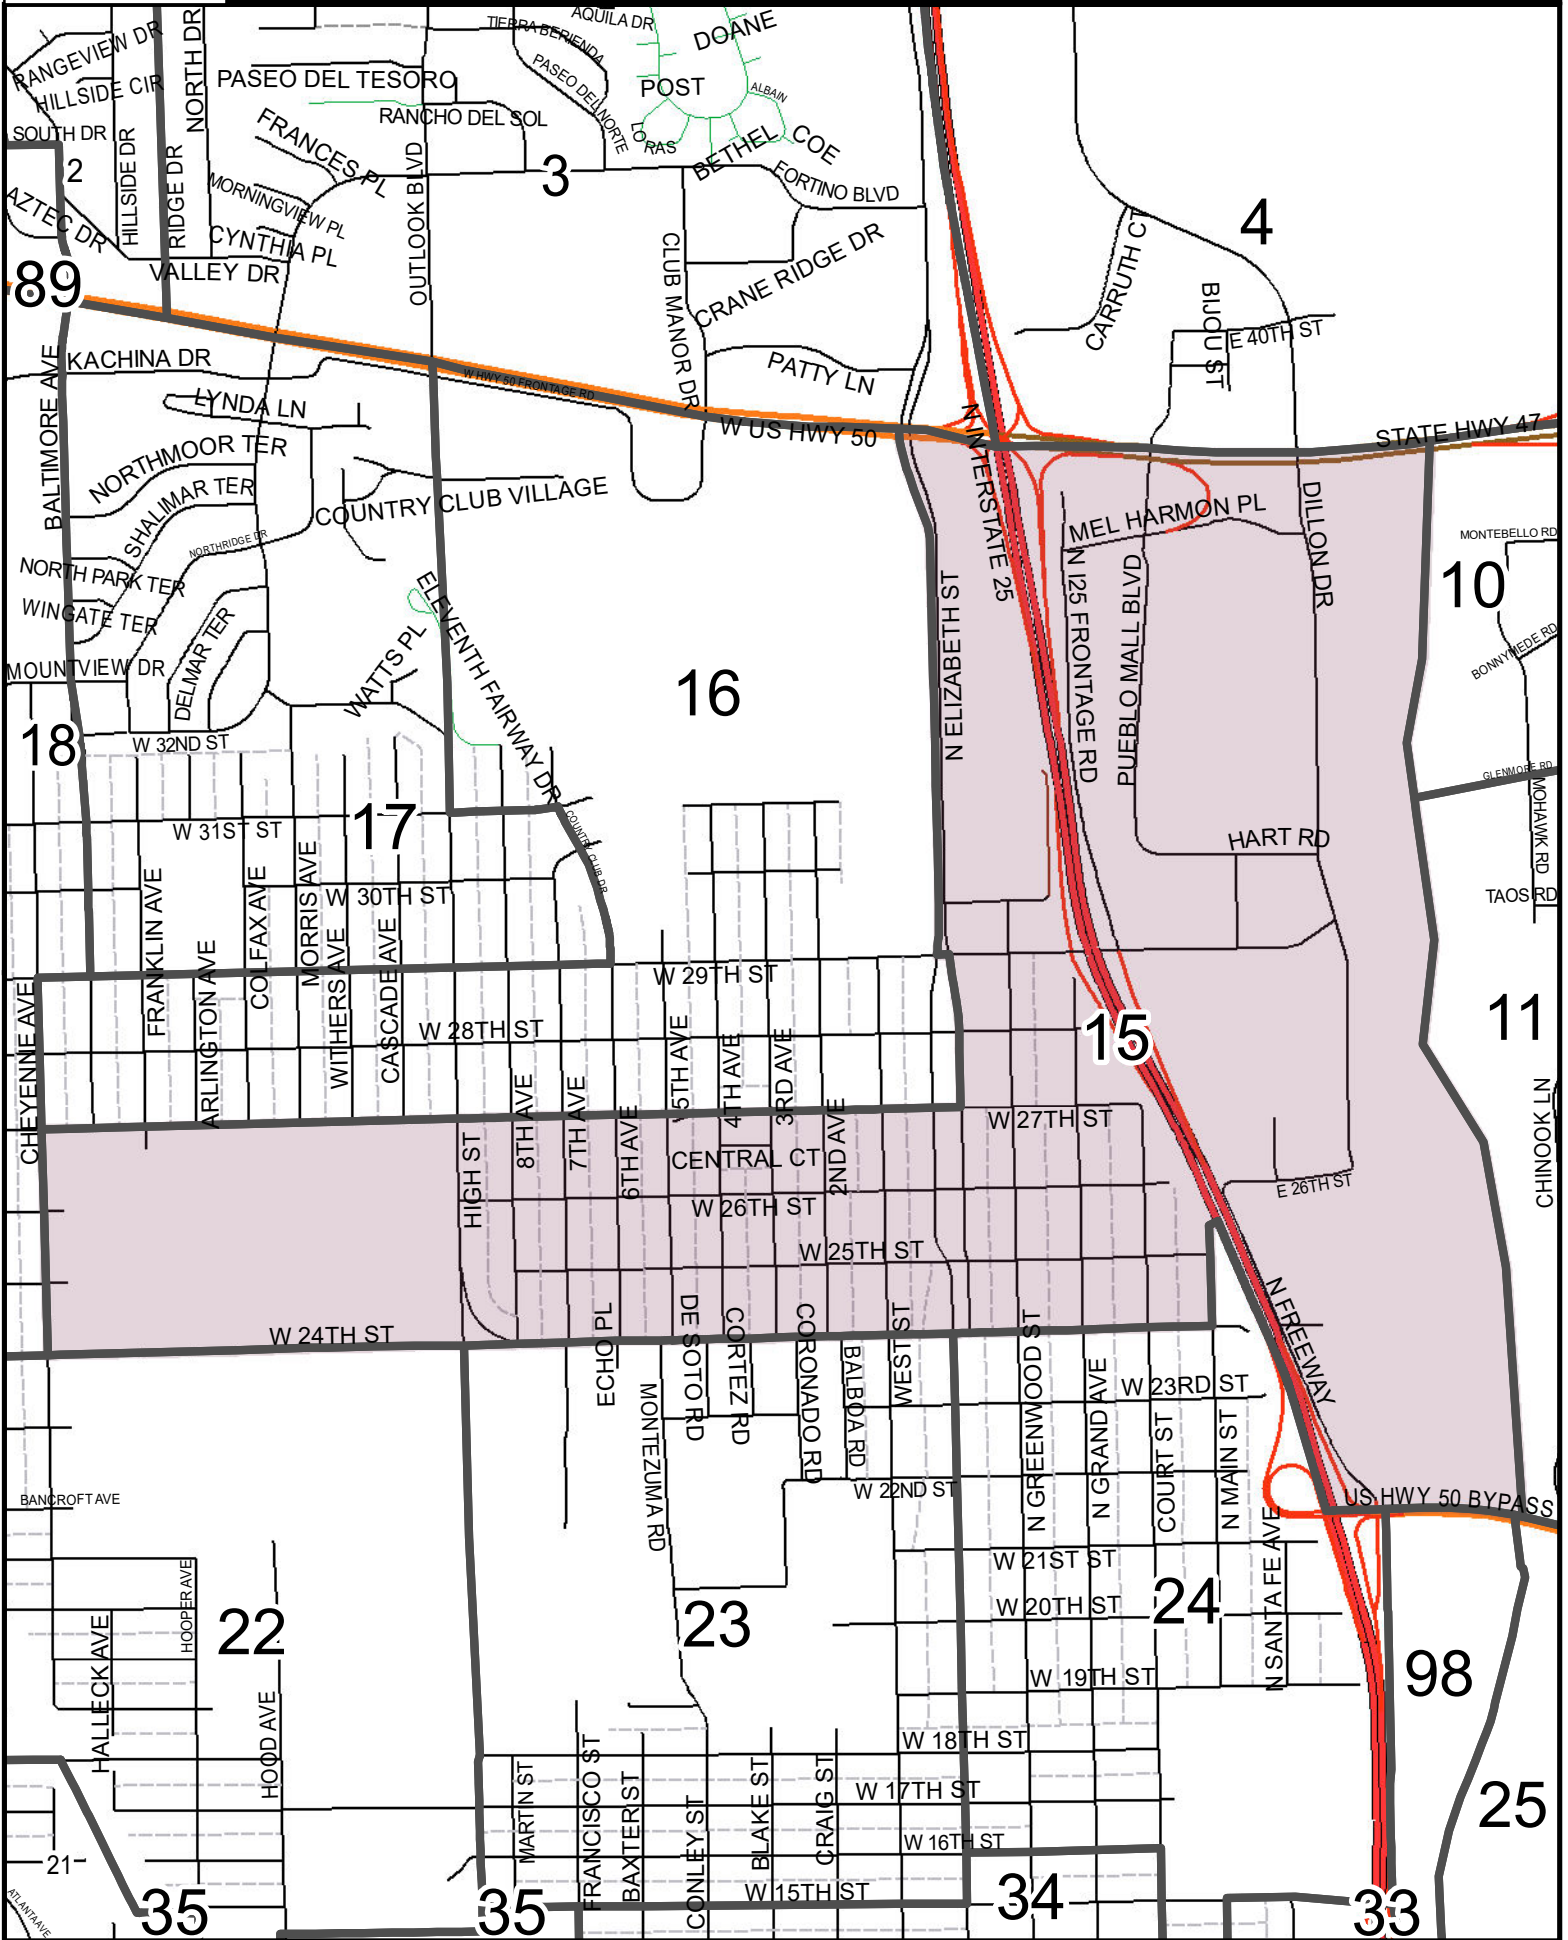 RANGEVIEW DR
HILLSIDE CIR
SOUTH DR
2
AZTEC DR
HILLSIDE DR
RIDGE DR
NORTH DR
PASEO DEL TESORO
RANCHO DEL SOL
FRANCES PL
MORNINGVIEW PL
CYNTHIA PL
VALLEY DR
OUTLOOK BLVD
TIERRA BERIENDA
PASEO DEL NORTE
AQUILA DR
DOANE
POST
ALBAIN
LORAS
BETHEL
COE
3
FORTINO BLVD
CLUB MANOR DR
CRANE RIDGE DR
PATTY LN
4
CARRUTH CT
BIJOU ST
E 40TH ST
89
KACHINA DR
BALTIMORE AVE
LYNDA LN
W HWY 50 FRONTAGE RD
W US HWY 50
N INTERSTATE 25
STATE HWY 47
NORTHMOOR TER
SHALIMAR TER
COUNTRY CLUB VILLAGE
NORTHRIDGE DR
NORTH PARK TER
WINGATE TER
MOUNTVIEW DR
DELMAR TER
WATTS PL
ELEVENTH FAIRWAY DR
COUNTRY CLUB DR
16
N ELIZABETH ST
MEL HARMON PL
N I25 FRONTAGE RD
PUEBLO MALL BLVD
DILLON DR
MONTEBELLO RD
10
BONNYMEDE RD
GLENMORE RD
MOHAWK RD
TAOS RD
HART RD
18
W 32ND ST
17
W 31ST ST
W 30TH ST
FRANKLIN AVE
ARLINGTON AVE
COLFAX AVE
MORRIS AVE
WITHERS AVE
CASCADE AVE
CHEYENNE AVE
W 29TH ST
W 28TH ST
15
11
CHINOOK LN
HIGH ST
8TH AVE
7TH AVE
6TH AVE
5TH AVE
4TH AVE
3RD AVE
2ND AVE
W 27TH ST
CENTRAL CT
W 26TH ST
E 26TH ST
W 25TH ST
W 24TH ST
ECHO PL
MONTEZUMA RD
DE SOTO RD
CORTEZ RD
CORONADO RD
BALBOA RD
WEST ST
N GREENWOOD ST
N GRAND AVE
COURT ST
N MAIN ST
N SANTA FE AVE
N FREEWAY
W 23RD ST
W 22ND ST
US HWY 50 BYPASS
BANCROFT AVE
W 21ST ST
W 20TH ST
24
22
23
HOOPER AVE
HALLECK AVE
HOOD AVE
W 19TH ST
98
W 18TH ST
W 17TH ST
W 16TH ST
W 15TH ST
MARTIN ST
FRANCISCO ST
BAXTER ST
CONLEY ST
BLAKE ST
CRAIG ST
25
21
ATLANTA AVE
35
35
34
33